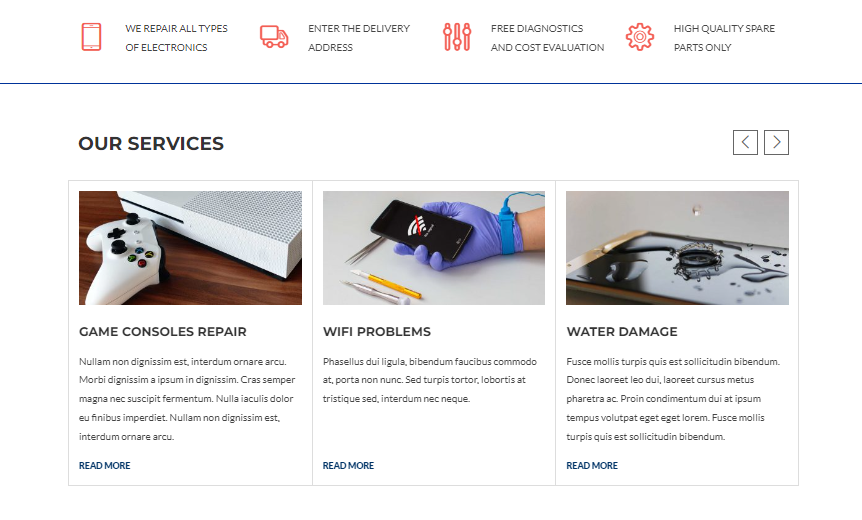 WE REPAIR ALL TYPES
OF ELECTRONICS
ENTER THE DELIVERY
ADDRESS
FREE DIAGNOSTICS
AND COST EVALUATION
HIGH QUALITY SPARE
PARTS ONLY
OUR SERVICES
GAME CONSOLES REPAIR
Nullam non dignissim est, interdum ornare arcu.
Morbi dignissim a ipsum in dignissim. Cras semper
magna nec suscipit fermentum. Nulla iaculis dolor
eu finibus imperdiet. Nullam non dignissim est,
interdum ornare arcu.
READ MORE
WIFI PROBLEMS
Phasellus dui ligula, bibendum faucibus commodo
at, porta non nunc. Sed turpis tortor, lobortis at
tristique sed, interdum nec neque.
READ MORE
WATER DAMAGE
Fusce mollis turpis quis est sollicitudin bibendum.
Donec laoreet leo dui, laoreet cursus metus
pharetra ac. Proin condimentum dui at ipsum
tempus volutpat eget eget lorem. Fusce mollis
turpis quis est sollicitudin bibendum.
READ MORE